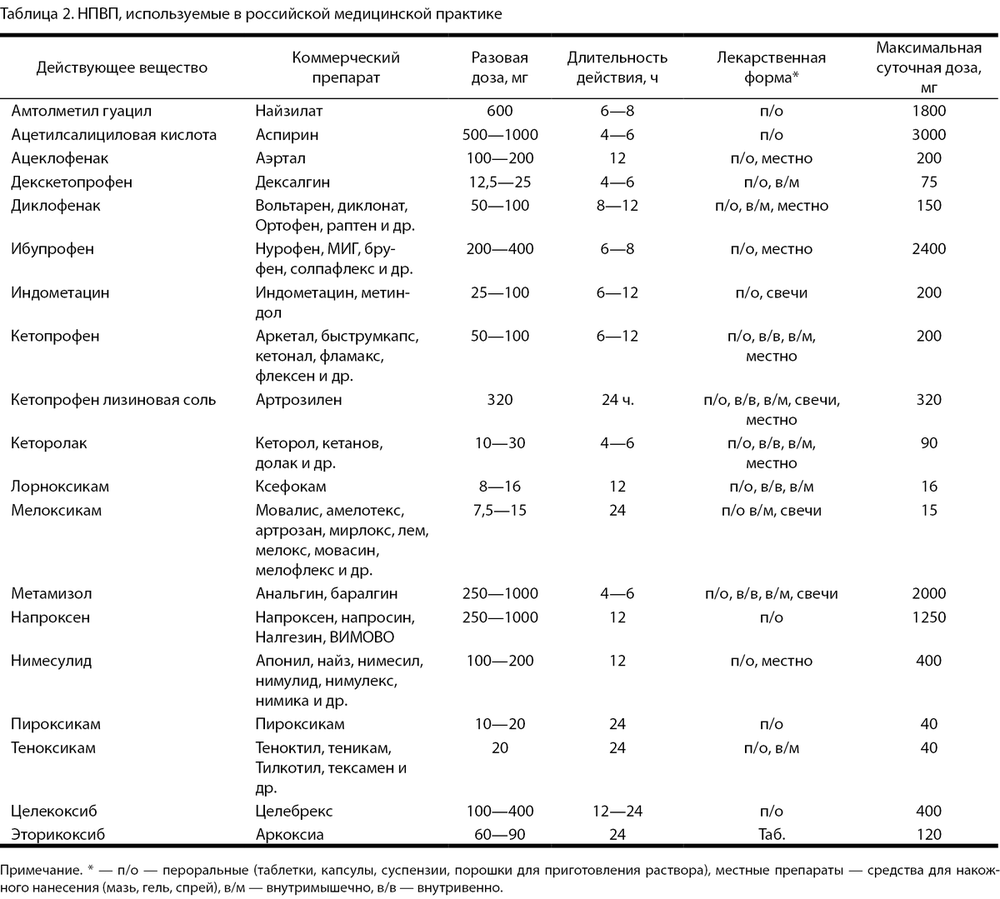 Таблица 2. НПВП, используемые в российской медицинской практике
Действующее вещество Коммерческий препарат Разовая доза, мг Длительность действия, ч Лекарственная форма* Максимальная суточная доза, мг
Амтолметил гуацил Найзилат 600 6—8 п/о 1800
Ацетилсалициловая кислота Аспирин 500—1000 4—6 п/о 3000
Ацеклофенак Аэртал 100—200 12 п/о, местно 200
Декскетопрофен Дексалгин 12,5—25 4—6 п/о, в/м 75
Диклофенак Вольтарен, диклонат, 50—100 8—12 п/о, в/м, местно 150
Ортофен, раптен и др.
Ибупрофен Нурофен, МИГ, бру- 200—400 6—8 п/о, местно 2400
фен, солпафлекс и др.
Индометацин Индометацин, метин- 25—100 6—12 п/о, свечи 200
дол
Кетопрофен Аркетал, быструмкапс, 50—100 6—12 п/о, в/в, в/м, 200
кетонал, фламакс, местно
флексен и др.
Кетопрофен лизиновая соль Артрозилен 320 24 ч. п/о, в/в, в/м, свечи, 320
местно
Кеторолак Кеторол, кетанов, 10—30 4—6 п/о, в/в, в/м, 90
долак и др. местно
Лорноксикам Ксефокам 8—16 12 п/о, в/в, в/м 16
Мелоксикам Мовалис, амелотекс, 7,5—15 24 п/о в/м, свечи 15
артрозан, мирлокс, лем,
мелокс, мовасин,
мелофлекс и др.
Метамизол Анальгин, баралгин 250—1000 4—6 п/о, в/в, в/м, свечи 2000
Напроксен Напроксен, напросин, 250—1000 12 п/о 1250
Налгезин, ВИМОВО
Нимесулид Апонил, найз, нимесил, 100—200 12 п/о, местно 400
нимулид, нимулекс,
нимика и др.
Пироксикам Пироксикам 10—20 24 п/о 40
Теноксикам Теноктил, теникам, 20 24 п/о, в/м 40
Тилкотил, тексамен и
др.
Целекоксиб Целебрекс 100—400 12—24 п/о 400
Эторикоксиб Аркоксиа 60—90 24 Таб. 120
Примечание. * — п/о — пероральные (таблетки, капсулы, суспензии, порошки для приготовления раствора), местные препараты — средства для накож-
ного нанесения (мазь, гель, спрей), в/м — внутримышечно, в/в — внутривенно.